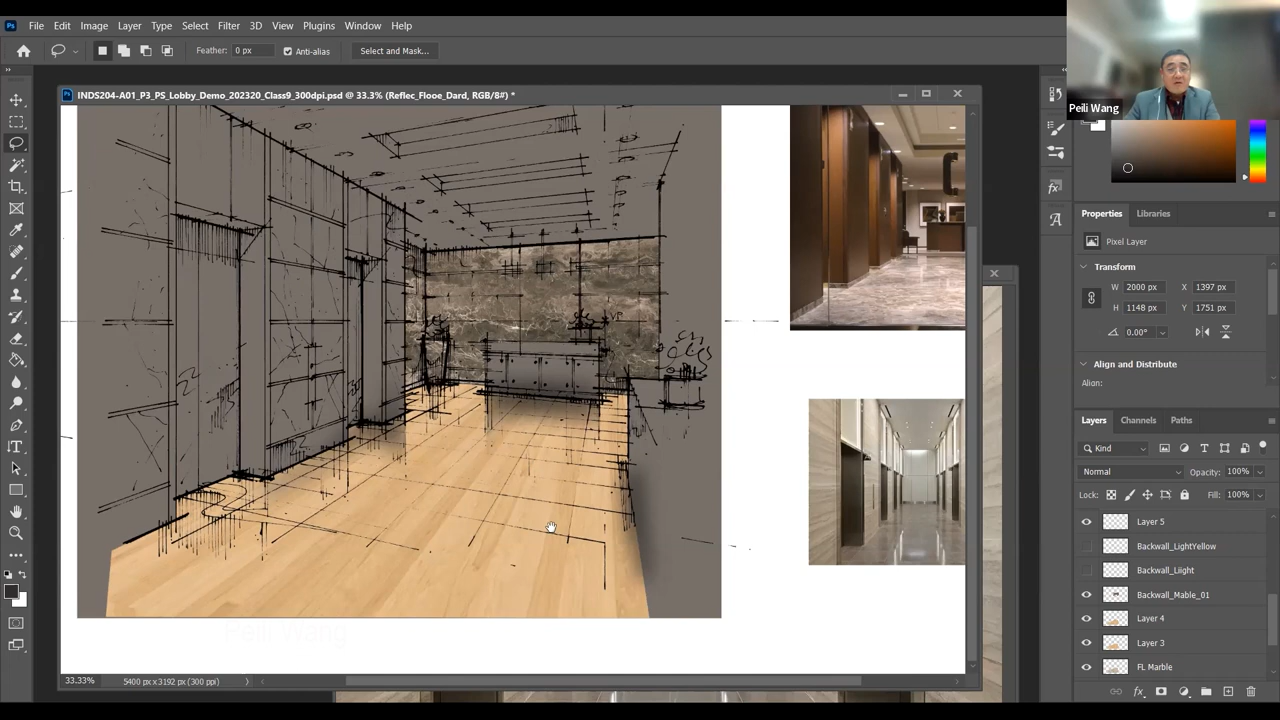 File Edit Image Layer Type Select Filter 3D View Plugins Window Help
Feather: 0 px Anti-alias Select and Mask...
INDS204-A01_P3_PS_Lobby_Demo_202320_Class9_300dpi.psd @ 33.3% (Reflec_Flooe_Dard, RGB/8#) *
Peili Wang
Properties Libraries
Pixel Layer
Transform
W 2000 px X 1397 px
H 1148 px Y 1751 px
0.00°
Align and Distribute
Align:
Layers Channels Paths
Kind
Normal Opacity: 100%
Lock: Fill: 100%
Layer 5
Backwall_LightYellow
Backwall_Liight
Backwall_Mable_01
Layer 4
Layer 3
FL Marble
Peili Wang
33.33% 5400 px x 3192 px (300 ppi)